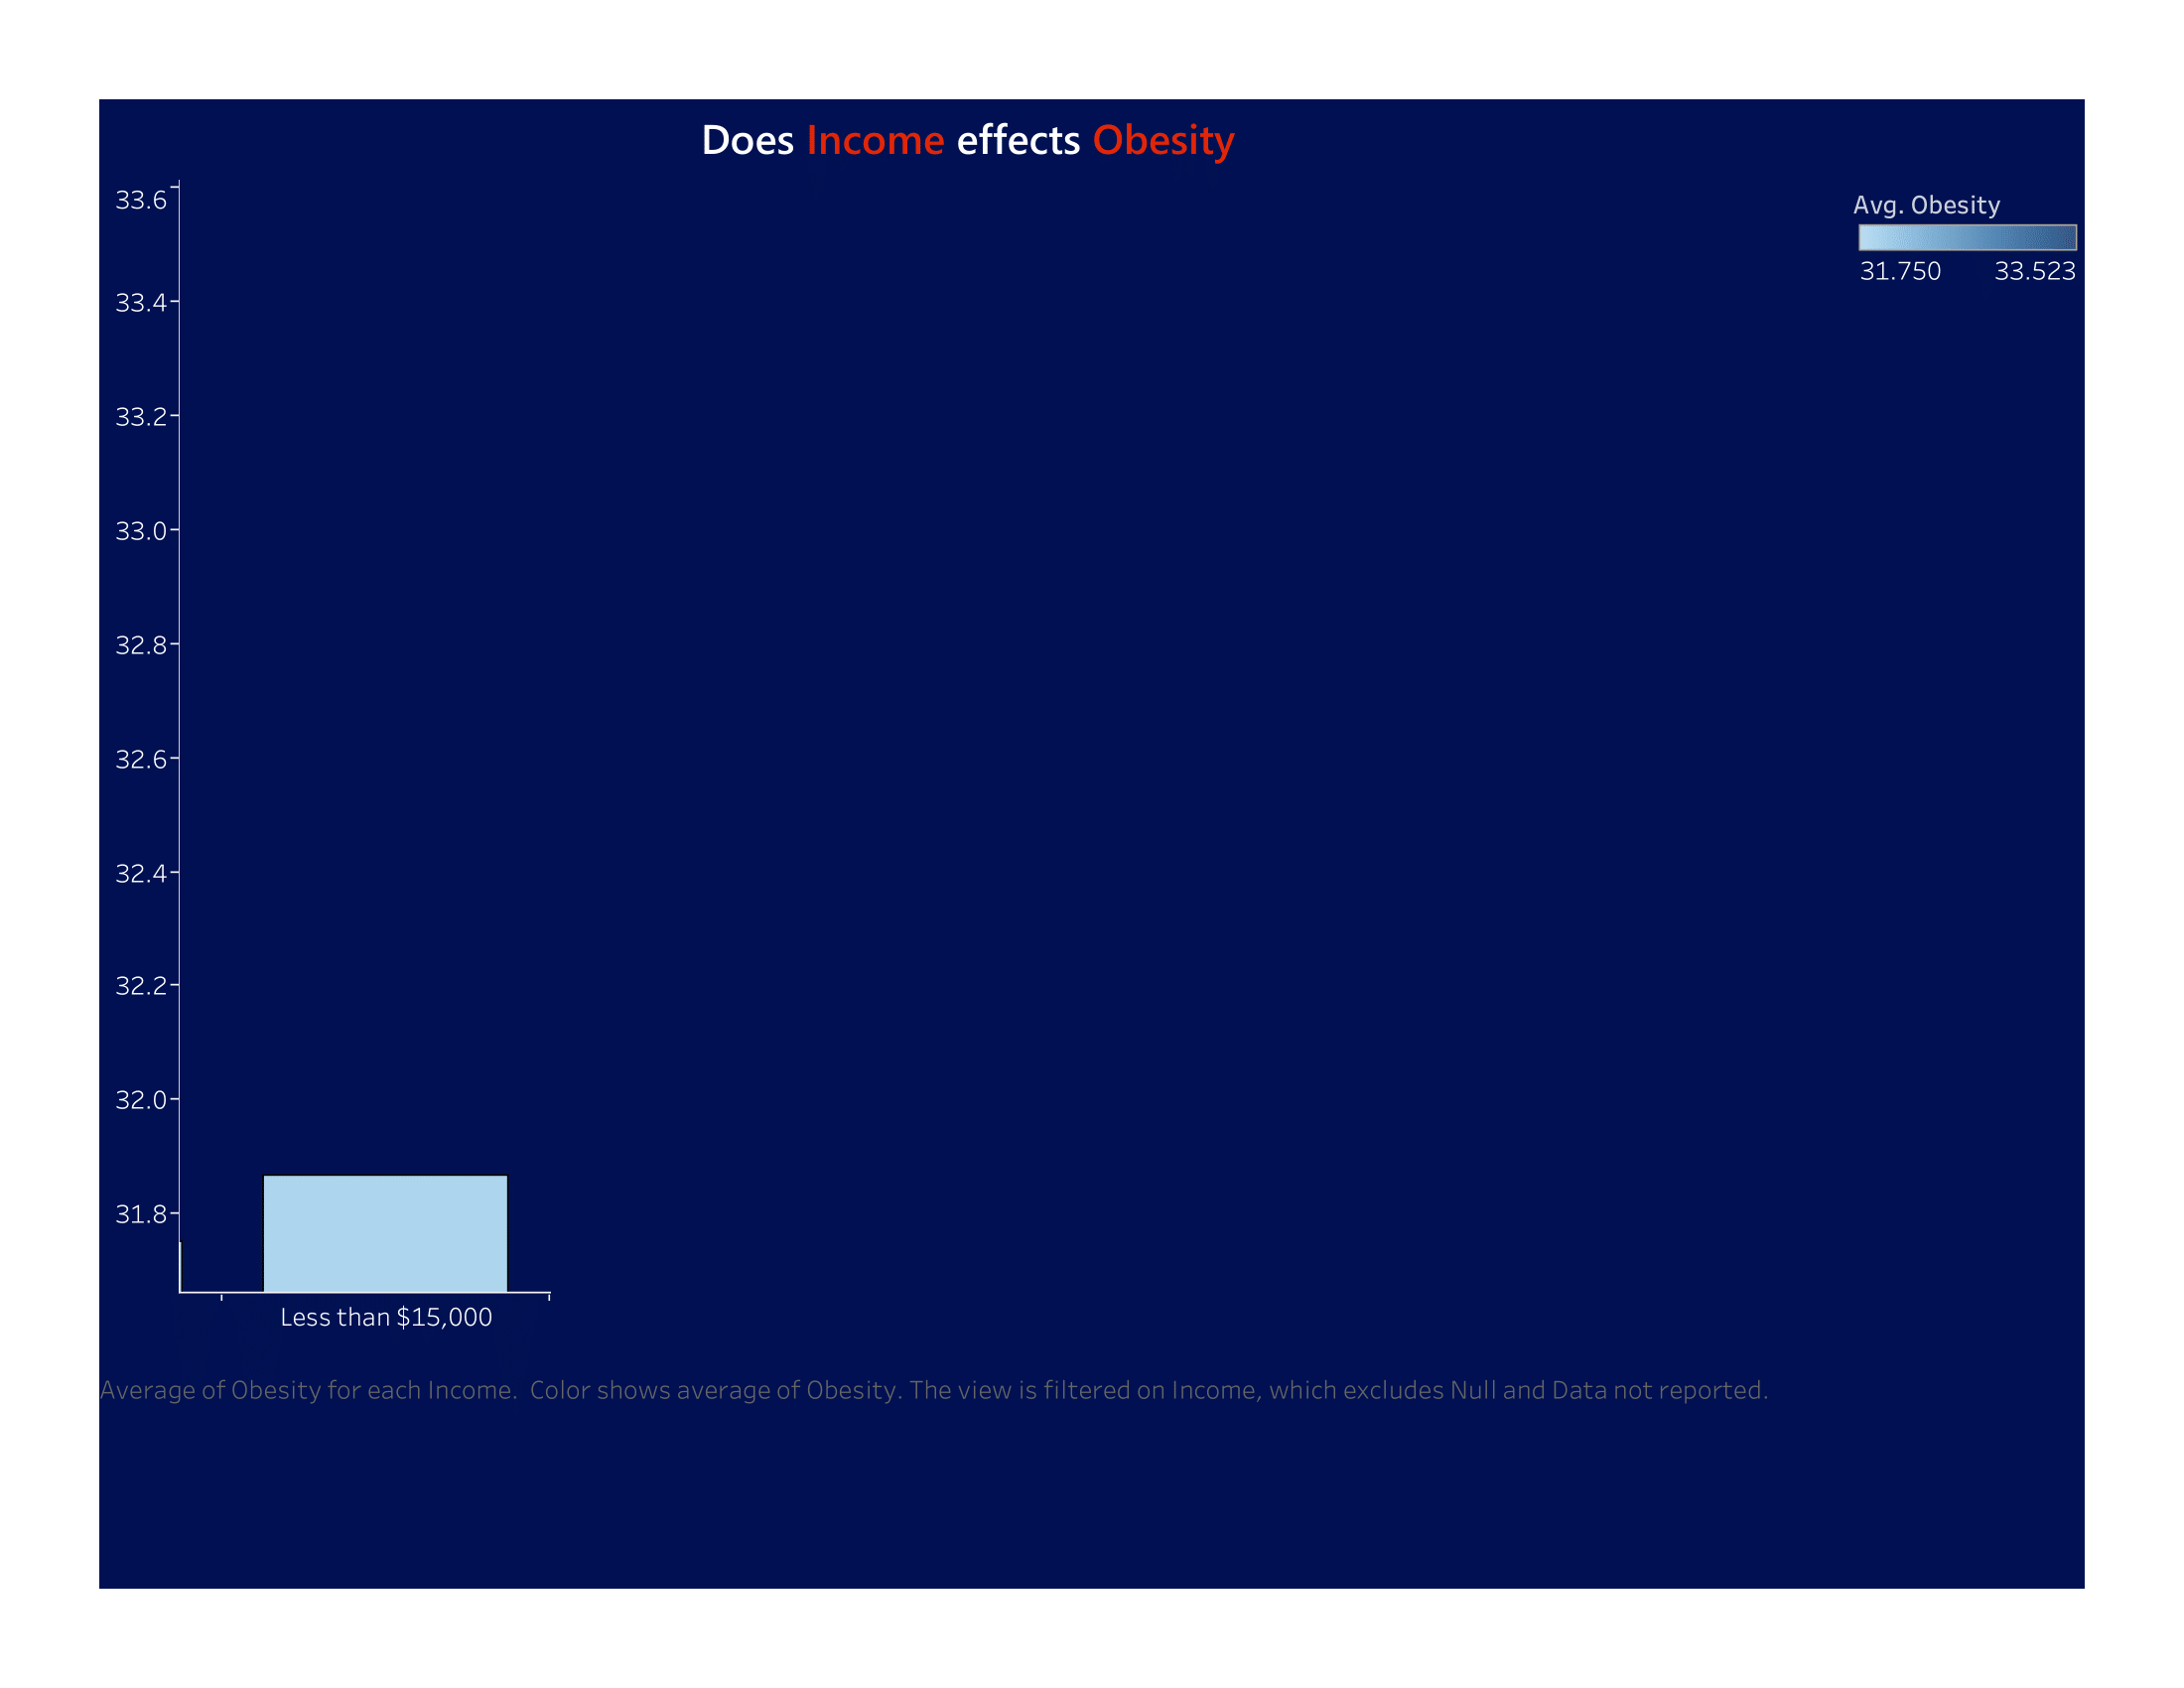 Does Income effects Obesity
33.6
33.4
33.2
33.0
32.8
32.6
32.4
32.2
32.0
31.8
Avg. Obesity
31.750 33.523
Less than $15,000
Average of Obesity for each Income.  Color shows average of Obesity. The view is filtered on Income, which excludes Null and Data not reported.